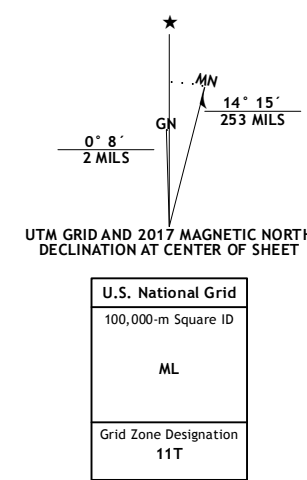 ★
MN
GN
0° 8´
2 MILS
14° 15´
253 MILS
UTM GRID AND 2017 MAGNETIC NORTH
DECLINATION AT CENTER OF SHEET
U.S. National Grid
100,000-m Square ID
ML
Grid Zone Designation
11T